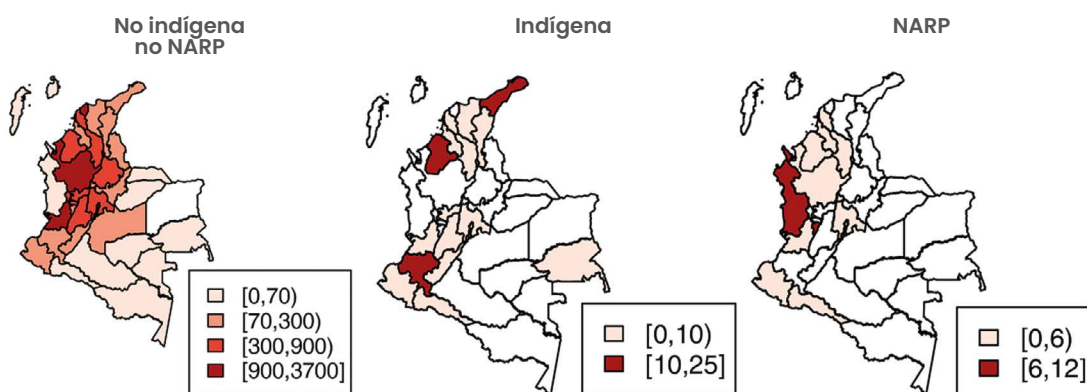 No indígena
no NARP
Indígena
NARP
[0,70)
[70,300)
[300,900)
[900,3700]
[0,10)
[10,25]
[0,6)
[6,12]